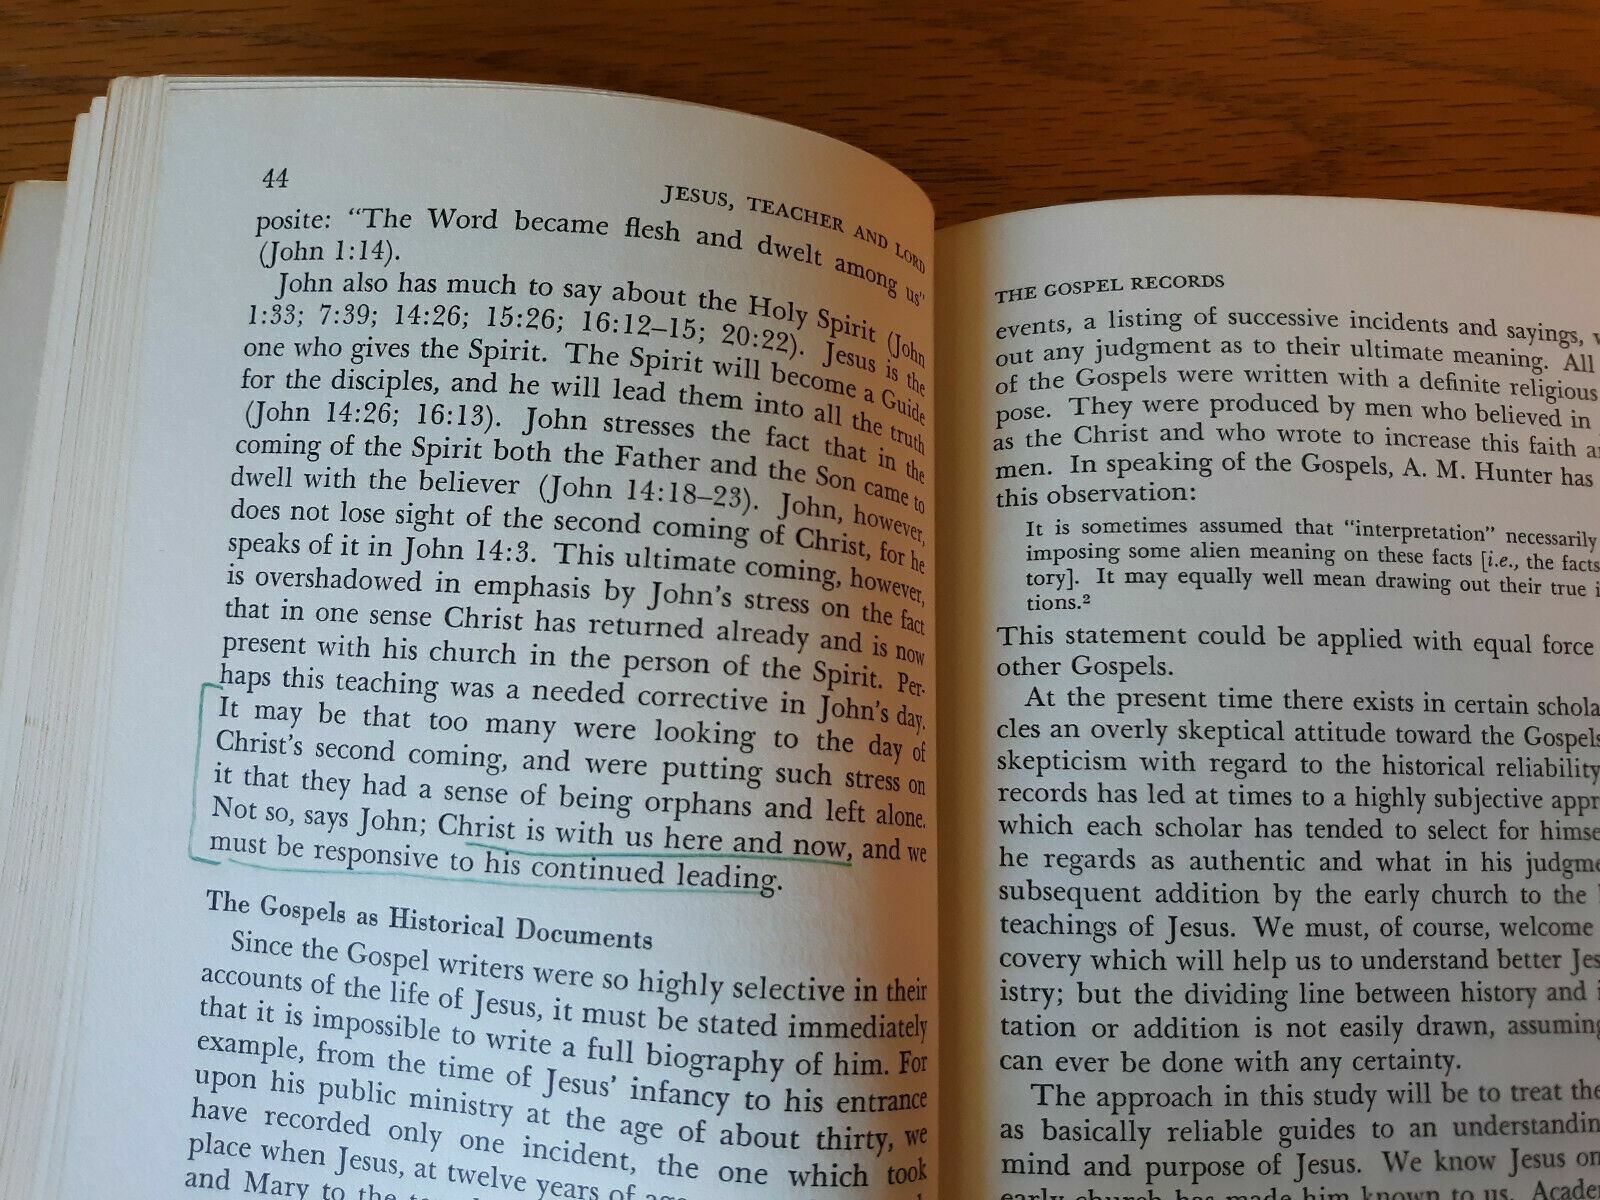 44
JESUS, TEACHER AND LORD
posite: "The Word became flesh and dwelt among us"
(John 1:14).
John also has much to say about the Holy Spirit (John
1:33; 7:39; 14:26; 15:26; 16:12–15; 20:22). Jesus is the
one who gives the Spirit. The Spirit will become a Guide
for the disciples, and he will lead them into all the truth
(John 14:26; 16:13). John stresses the fact that in the
coming of the Spirit both the Father and the Son came to
dwell with the believer (John 14:18–23). John, however,
does not lose sight of the second coming of Christ, for he
speaks of it in John 14:3. This ultimate coming, however,
is overshadowed in emphasis by John's stress on the fact
that in one sense Christ has returned already and is now
present with his church in the person of the Spirit. Per-
haps this teaching was a needed corrective in John's day.
It may be that too many were looking to the day of
Christ's second coming, and were putting such stress on
it that they had a sense of being orphans and left alone.
Not so, says John; Christ is with us here and now, and we
must be responsive to his continued leading.
The Gospels as Historical Documents
Since the Gospel writers were so highly selective in their
accounts of the life of Jesus, it must be stated immediately
that it is impossible to write a full biography of him. For
example, from the time of Jesus' infancy to his entrance
upon his public ministry at the age of about thirty, we
have recorded only one incident, the one which took
place when Jesus, at twelve years of
and Mary to the
THE GOSPEL RECORDS
events, a listing of successive incidents and sayings,
out any judgment as to their ultimate meaning. All
of the Gospels were written with a definite religious
pose. They were produced by men who believed in
as the Christ and who wrote to increase this faith
men. In speaking of the Gospels, A. M. Hunter has
this observation:
It is sometimes assumed that "interpretation" necessarily
imposing some alien meaning on these facts [i.e., the facts
tory]. It may equally well mean drawing out their true
tions.²
This statement could be applied with equal force
other Gospels.
At the present time there exists in certain schola
cles an overly skeptical attitude toward the Gospels
skepticism with regard to the historical reliability
records has led at times to a highly subjective appr
which each scholar has tended to select for himse
he regards as authentic and what in his judgme
subsequent addition by the early church to the
teachings of Jesus. We must, of course, welcome
covery which will help us to understand better Jes
istry; but the dividing line between history and
tation or addition is not easily drawn, assuming
can ever be done with any certainty.
The approach in this study will be to treat the
as basically reliable guides to an understandin
mind and purpose of Jesus. We know Jesus on
early church has made him known to us. Acade